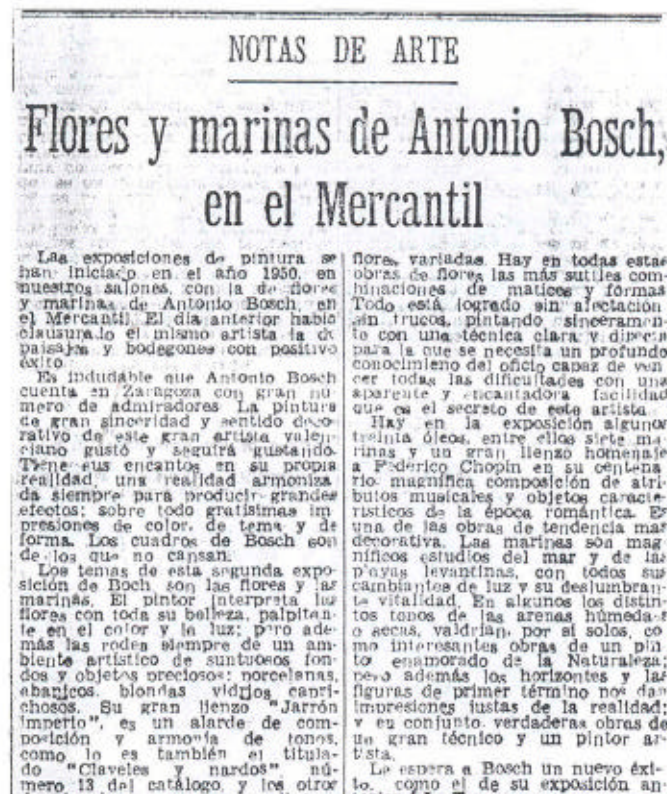 NOTAS DE ARTE
Flores y marinas de Antonio Bosch,
en el Mercantil
Las exposiciones de pintura se
han iniciado en el año 1950, en
nuestros salones, con la de flores
y marinas de Antonio Bosch, en
el Mercantil. El día anterior había
clausurado el mismo artista la de
paisajes y bodegones con positivo
éxito.
Es indudable que Antonio Bosch
cuenta en Zaragoza con gran nú-
mero de admiradores. La pintura
de gran sinceridad y sentido deco-
rativo de este gran artista valen-
ciano gustó y seguirá gustando.
Tiene sus encantos en su propia
realidad, una realidad armoniza
da siempre para producir grandes
efectos; sobre todo gratísimas im
presiones de color, de tema y de
forma. Los cuadros de Bosch son
de los que no cansan.
Los temas de esta segunda expo-
sición de Boch son las flores y las
marinas. El pintor interpreta las
flores con toda su belleza, palpitan-
te en el color y la luz; pero ade-
más las rodea siempre de un am-
biente artístico de suntuosos fon-
dos y objetos preciosos: porcelanas,
abanicos, blondas vidrios capri-
chosos. Su gran lienzo "Jarrón
Imperio", es un alarde de com-
posición y armonía de tonos,
como lo es también el titula-
do "Claveles y nardos", nú-
mero 13 del catálogo, y los otros
flores variadas. Hay en todas estas
obras de flores las más sutiles com-
binaciones de matices y formas
Todo está logrado sin afectación
sin trucos, pintando sinceramen-
te con una técnica clara y directa
para la que se necesita un profundo
conocimieno del oficio capaz de ven
cer todas las dificultades con una
aparente y encantadora facilidad
que es el secreto de este artista.
Hay en la exposición algunos
treinta óleos, entre ellos siete ma-
rinas y un gran lienzo homenaje
a Federico Chopin en su centena
rio, magnífica composición de atri-
butos musicales y objetos caracte-
rísticos de la época romántica. Es
una de las obras de tendencia más
decorativa. Las marinas son mag
níficos estudios del mar y de las
playas levantinas, con todos sus
cambiantes de luz y su deslumbran-
te vitalidad. En algunos los distin-
tos tonos de las arenas húmedas
o secas, valdrían, por sí solos, co
mo interesantes obras de un pin
to enamorado de la Naturaleza;
pero además los horizontes y las
figuras de primer término nos dan
impresiones justas de la realidad;
y en conjunto, verdaderas obras de
un gran técnico y un pintor ar-
tista.
Le espera a Bosch un nuevo éxi-
to, como el de su exposición an